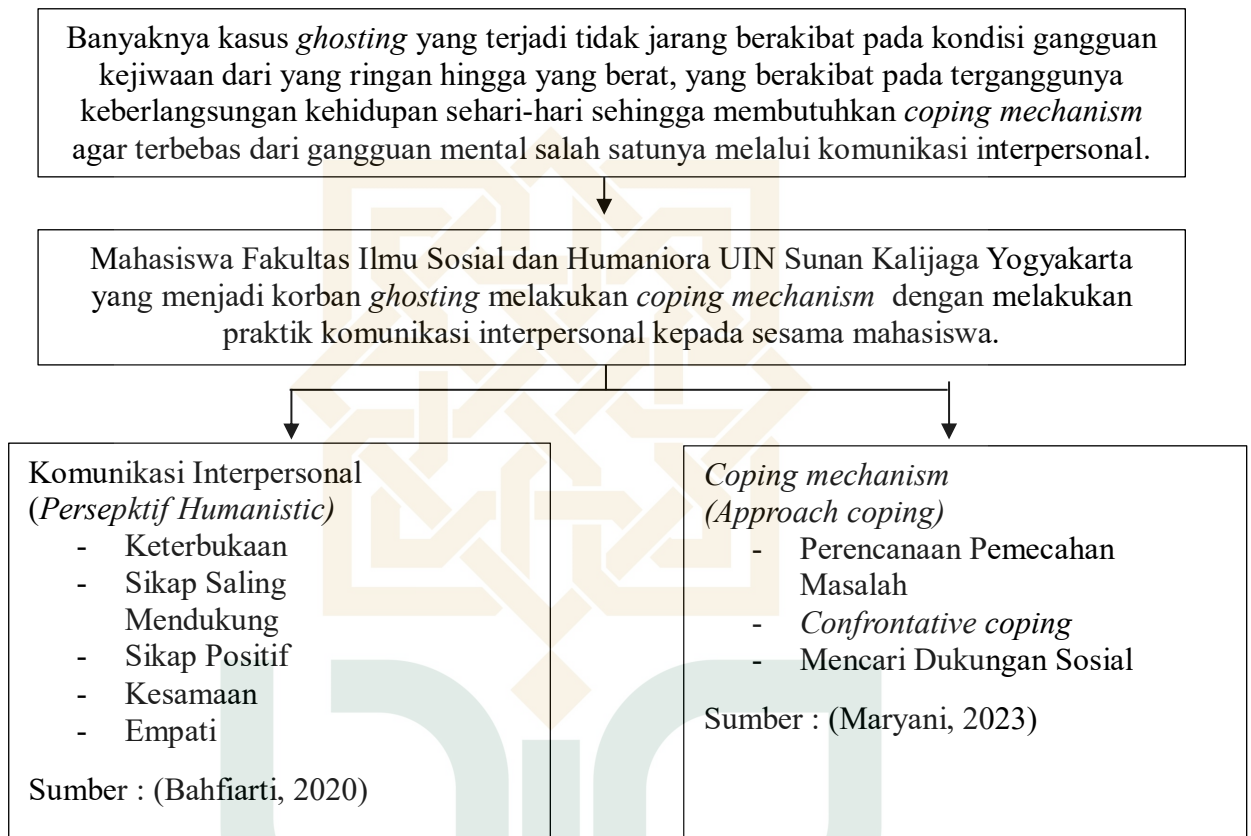 Banyaknya kasus ghosting yang terjadi tidak jarang berakibat pada kondisi gangguan
kejiwaan dari yang ringan hingga yang berat, yang berakibat pada terganggunya
keberlangsungan kehidupan sehari-hari sehingga membutuhkan coping mechanism
agar terbebas dari gangguan mental salah satunya melalui komunikasi interpersonal.
Mahasiswa Fakultas Ilmu Sosial dan Humaniora UIN Sunan Kalijaga Yogyakarta
yang menjadi korban ghosting melakukan coping mechanism dengan melakukan
praktik komunikasi interpersonal kepada sesama mahasiswa.
Komunikasi Interpersonal
(Persepktif Humanistic)
- Keterbukaan
- Sikap Saling
Mendukung
- Sikap Positif
- Kesamaan
- Empati
Sumber : (Bahfiarti, 2020)
Coping mechanism
(Approach coping)
- Perencanaan Pemecahan
Masalah
- Confrontative coping
- Mencari Dukungan Sosial
Sumber : (Maryani, 2023)